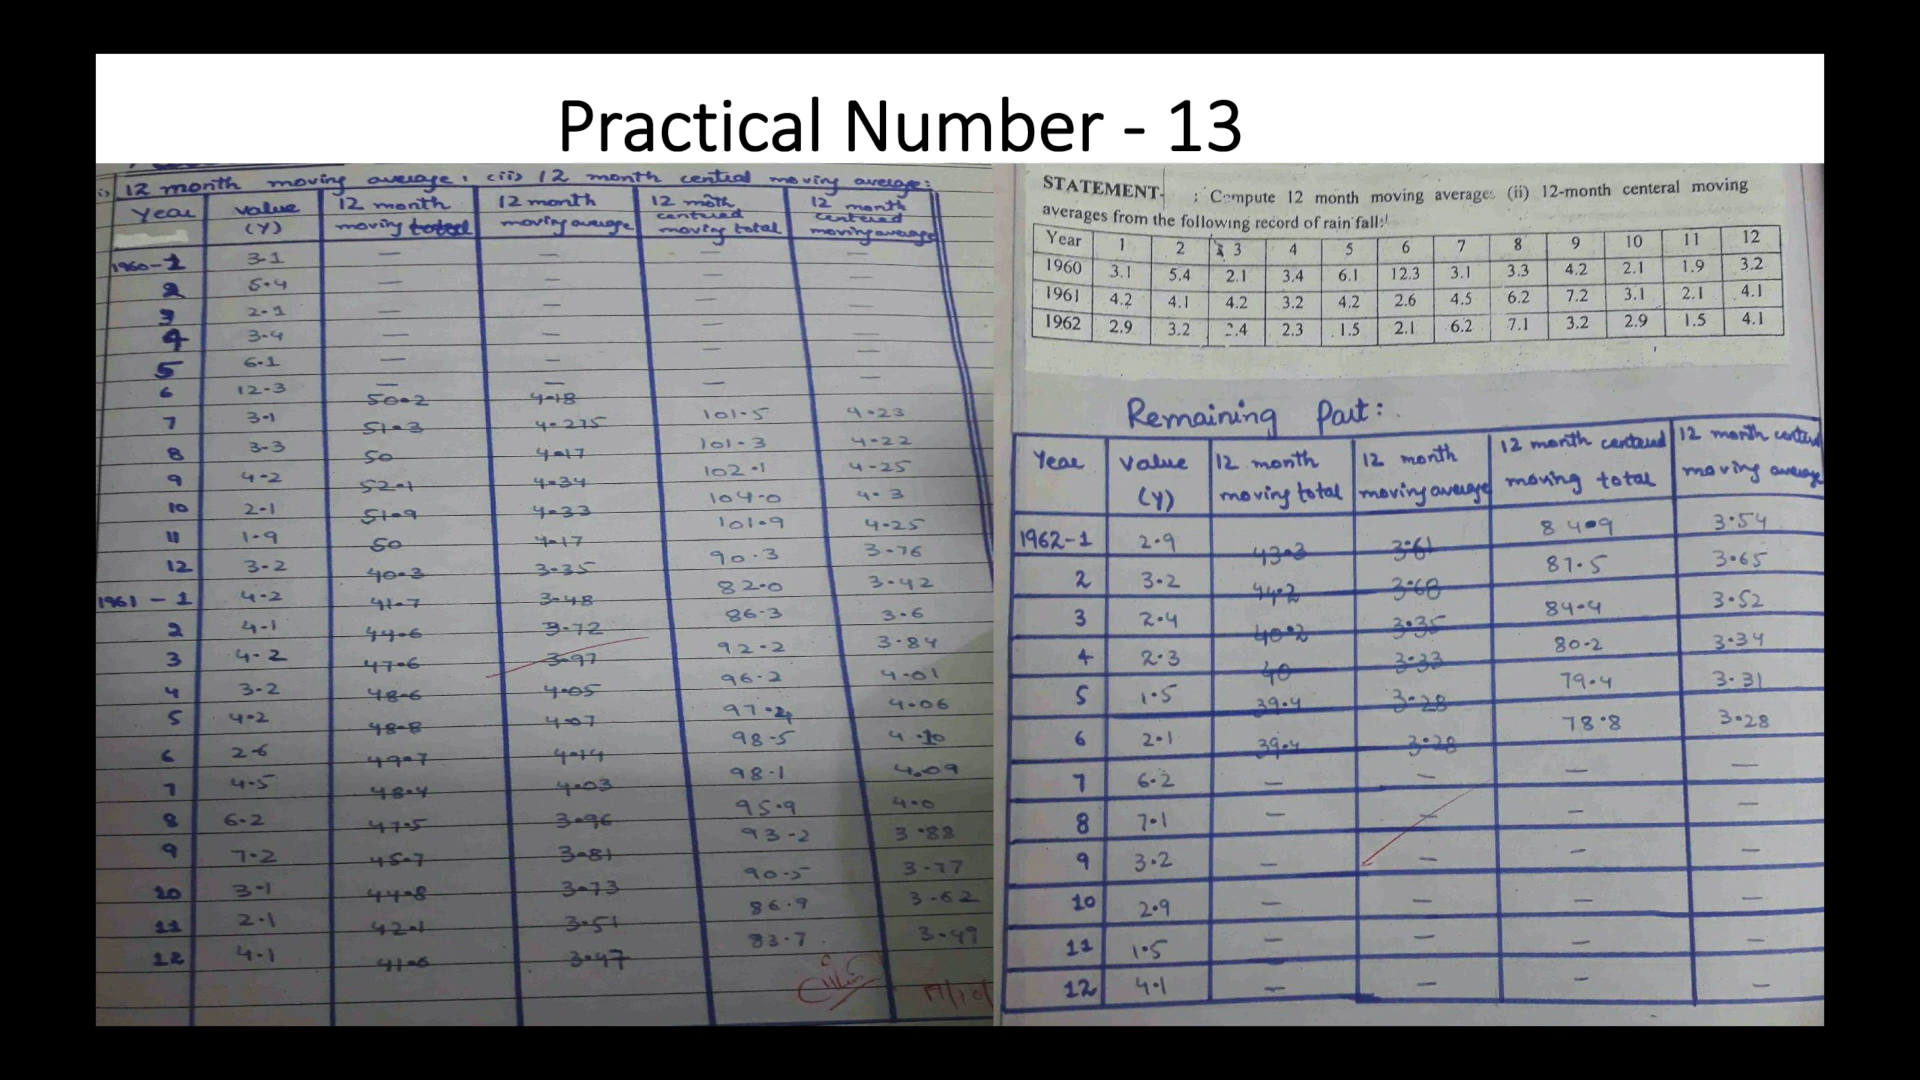 Practical Number - 13
i) 12 month moving average, (ii) 12 month central moving average:
Year Value (Y) 12 month moving total 12 month moving average 12 moth centured moving total 12 month centered moving average
1960-1 3.1 — — — —
2 5.4 — — — —
3 2.1 — — — —
4 3.4 — — — —
5 6.1 — — — —
6 12.3 — — — —
50.2 4.18
7 3.1 101.5 4.23
51.3 4.275
8 3.3 101.3 4.22
50 4.17
9 4.2 102.1 4.25
52.1 4.34
10 2.1 104.0 4.3
51.9 4.33
11 1.9 101.9 4.25
50 4.17
12 3.2 90.3 3.76
40.3 3.35
1961-1 4.2 82.0 3.42
41.7 3.48
2 4.1 86.3 3.6
44.6 3.72
3 4.2 92.2 3.84
47.6 3.97
4 3.2 96.2 4.01
48.6 4.05
5 4.2 97.4 4.06
48.8 4.07
6 2.6 98.5 4.10
49.7 4.14
7 4.5 98.1 4.09
48.4 4.03
8 6.2 95.9 4.0
47.5 3.96
9 7.2 93.2 3.88
45.7 3.81
10 3.1 90.5 3.77
44.8 3.73
11 2.1 86.9 3.62
42.1 3.51
12 4.1 83.7 3.49
41.6 3.47
STATEMENT- : Compute 12 month moving averages (ii) 12-month centeral moving
averages from the following record of rain fall:
Year 1 2 3 4 5 6 7 8 9 10 11 12
1960 3.1 5.4 2.1 3.4 6.1 12.3 3.1 3.3 4.2 2.1 1.9 3.2
1961 4.2 4.1 4.2 3.2 4.2 2.6 4.5 6.2 7.2 3.1 2.1 4.1
1962 2.9 3.2 2.4 2.3 1.5 2.1 6.2 7.1 3.2 2.9 1.5 4.1
Remaining Part:
Year Value (Y) 12 month moving total 12 month moving average 12 month centered moving total 12 month centerd moving average
1962-1 2.9 84.9 3.54
43.3 3.61
2 3.2 87.5 3.65
44.2 3.68
3 2.4 84.4 3.52
40.2 3.35
4 2.3 80.2 3.34
40 3.33
5 1.5 79.4 3.31
39.4 3.28
6 2.1 78.8 3.28
39.4 3.28
7 6.2 — — — —
8 7.1 — — — —
9 3.2 — — — —
10 2.9 — — — —
11 1.5 — — — —
12 4.1 — — — —